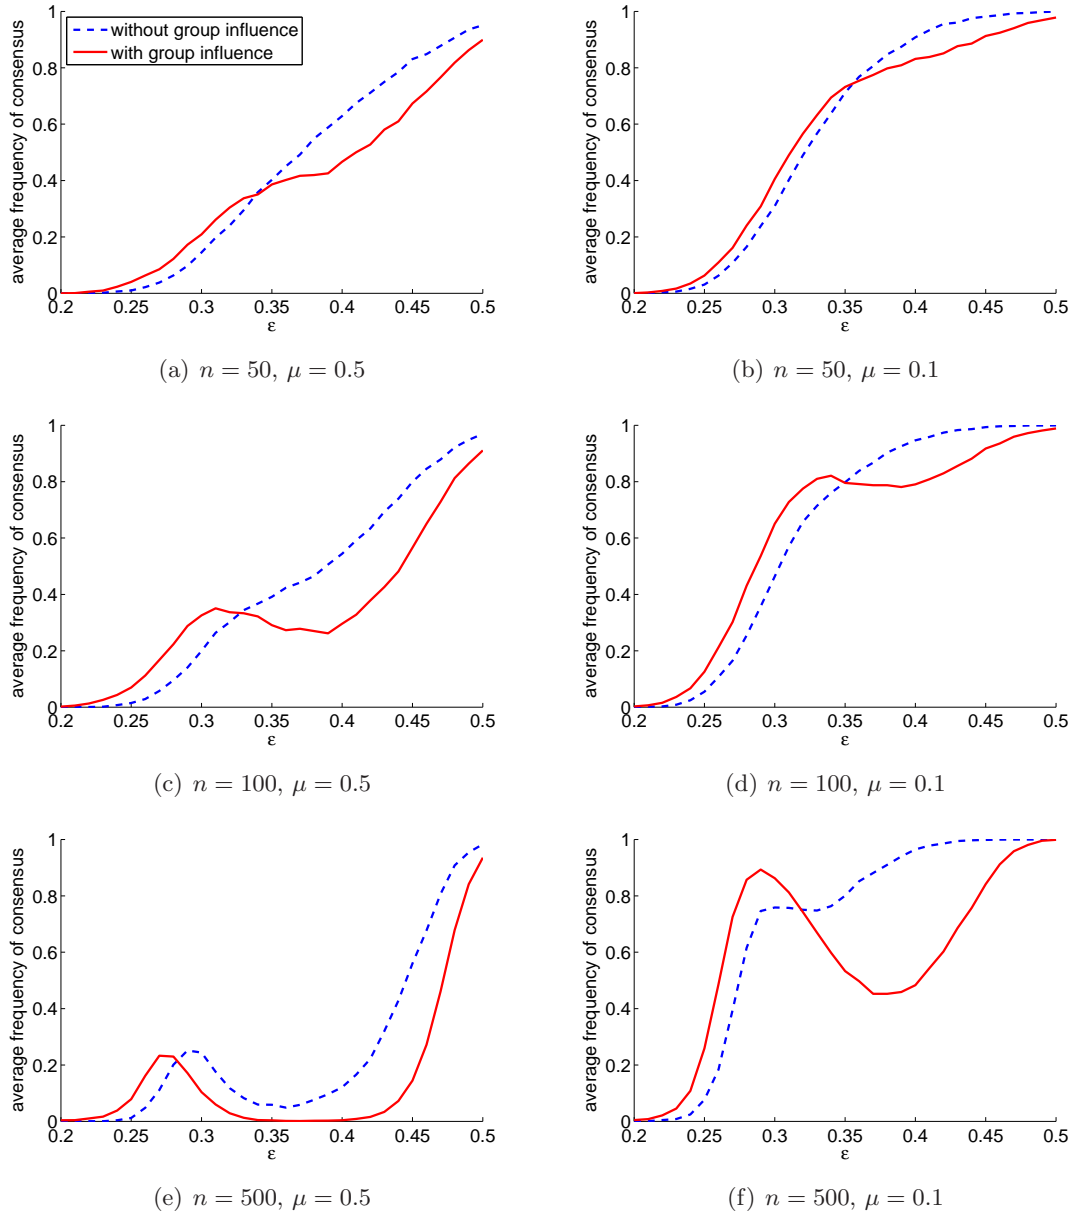 without group influence
with group influence
average frequency of consensus
1
0.8
0.6
0.4
0.2
0
0.2 0.25 0.3 0.35 0.4 0.45 0.5
ε
(a) n = 50, μ = 0.5
average frequency of consensus
1
0.8
0.6
0.4
0.2
0
0.2 0.25 0.3 0.35 0.4 0.45 0.5
ε
(b) n = 50, μ = 0.1
average frequency of consensus
1
0.8
0.6
0.4
0.2
0
0.2 0.25 0.3 0.35 0.4 0.45 0.5
ε
(c) n = 100, μ = 0.5
average frequency of consensus
1
0.8
0.6
0.4
0.2
0
0.2 0.25 0.3 0.35 0.4 0.45 0.5
ε
(d) n = 100, μ = 0.1
average frequency of consensus
1
0.8
0.6
0.4
0.2
0
0.2 0.25 0.3 0.35 0.4 0.45 0.5
ε
(e) n = 500, μ = 0.5
average frequency of consensus
1
0.8
0.6
0.4
0.2
0
0.2 0.25 0.3 0.35 0.4 0.45 0.5
ε
(f) n = 500, μ = 0.1